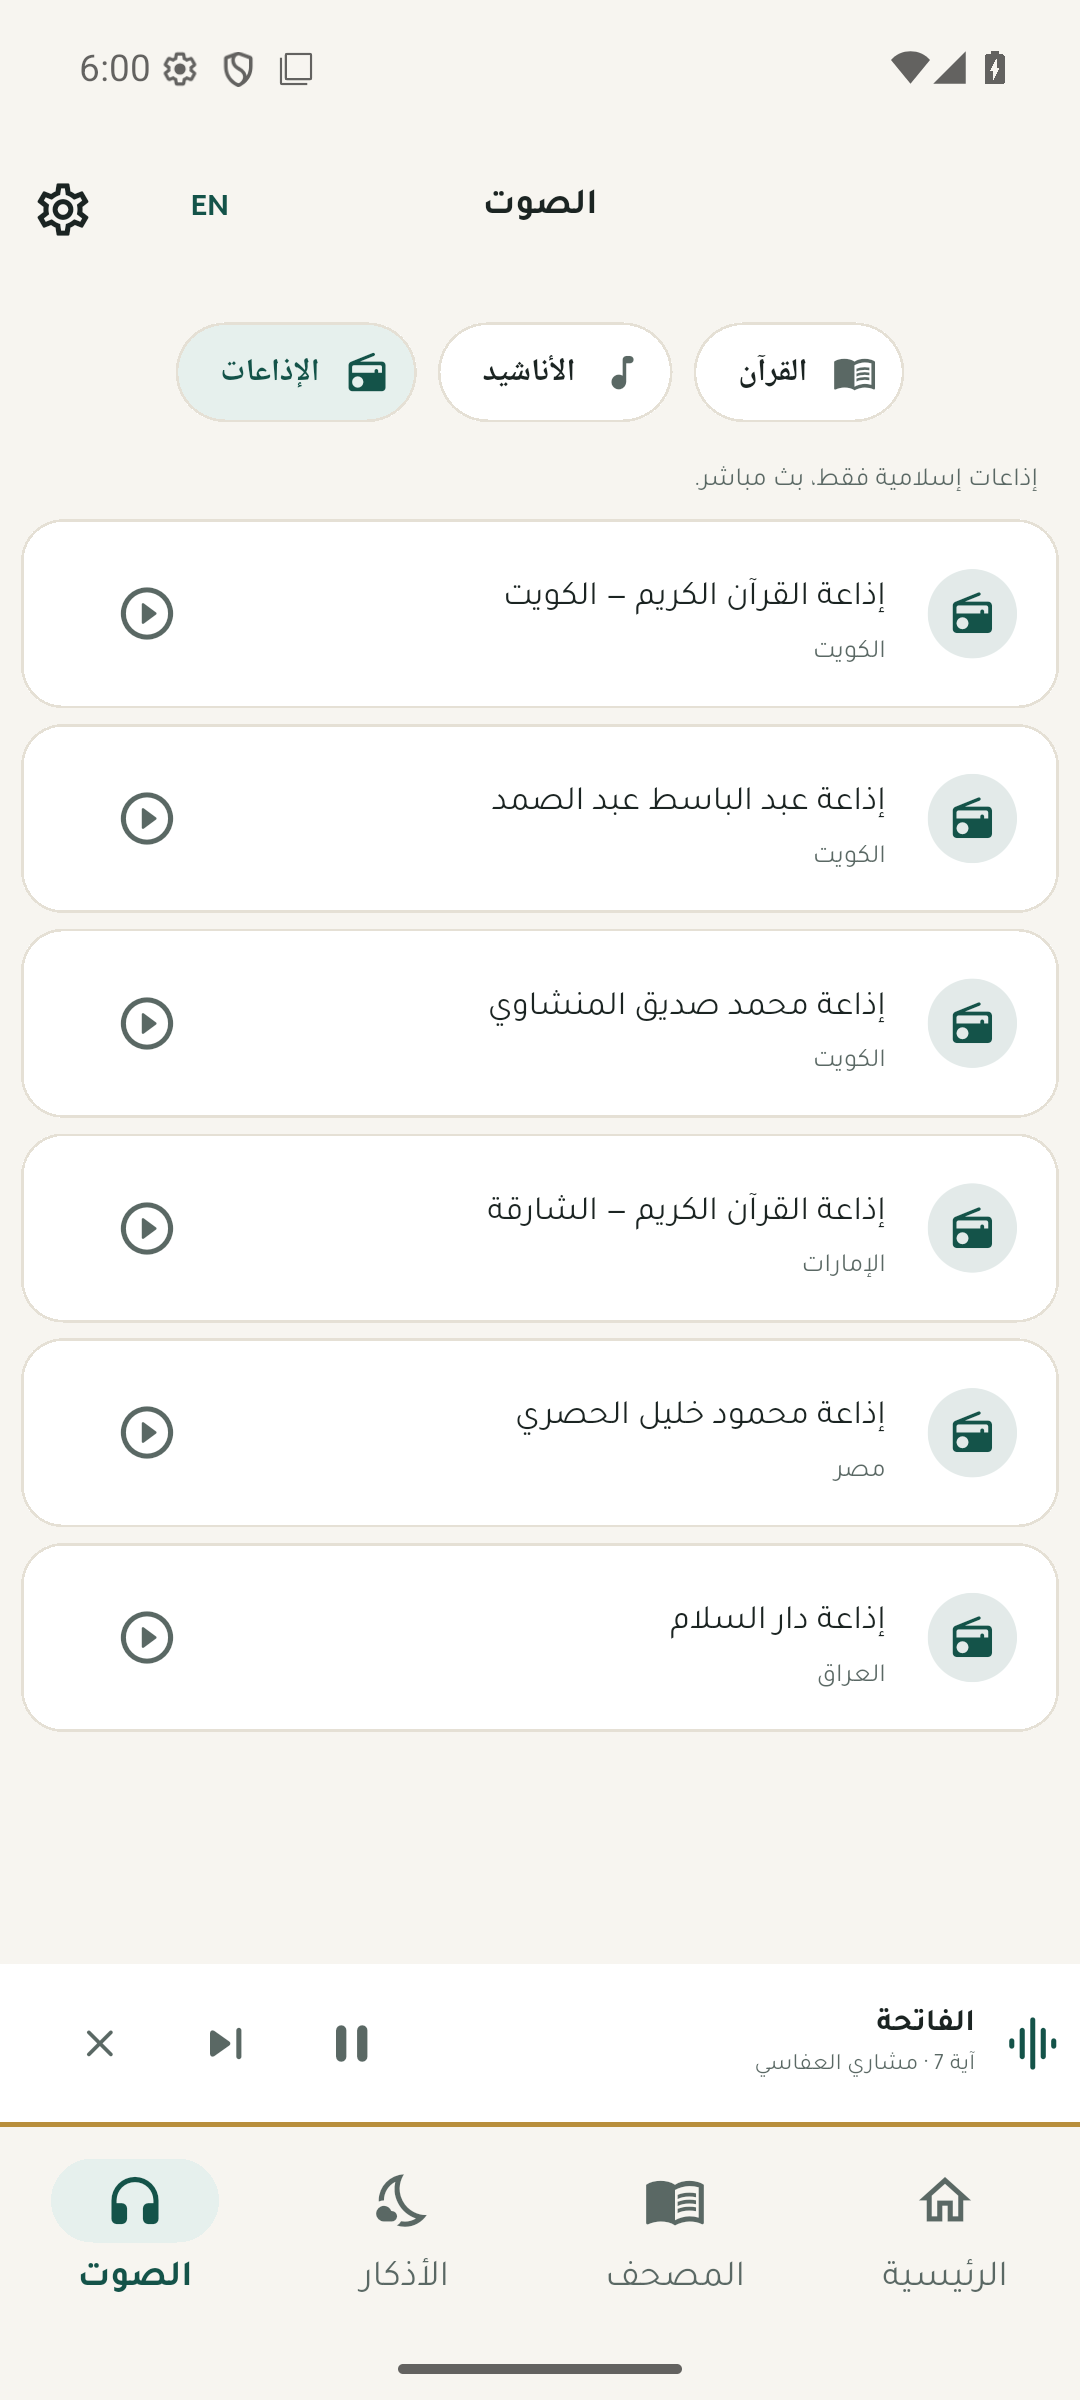 6:00
الصوت
EN
القرآن
الأناشيد
الإذاعات
إذاعات إسلامية فقط، بث مباشر.
إذاعة القرآن الكريم – الكويت
الكويت
إذاعة عبد الباسط عبد الصمد
الكويت
إذاعة محمد صديق المنشاوي
الكويت
إذاعة القرآن الكريم – الشارقة
الإمارات
إذاعة محمود خليل الحصري
مصر
إذاعة دار السلام
العراق
الفاتحة
آية 7 · مشاري العفاسي
الرئيسية
المصحف
الأذكار
الصوت